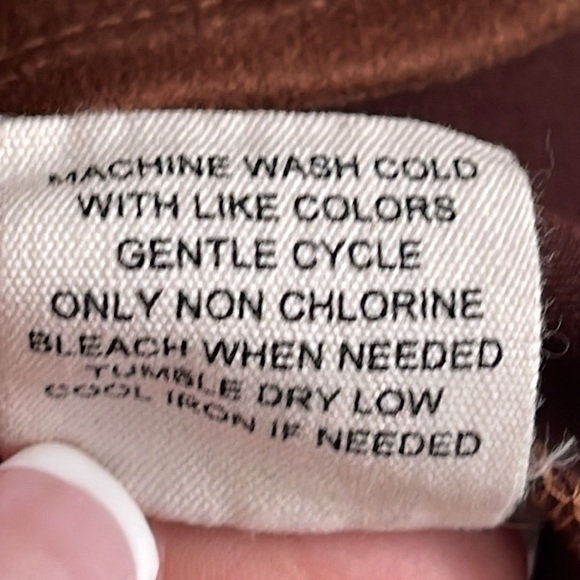 MACHINE WASH COLD
WITH LIKE COLORS
GENTLE CYCLE
ONLY NON CHLORINE
BLEACH WHEN NEEDED
TUMBLE DRY LOW
COOL IRON IF NEEDED